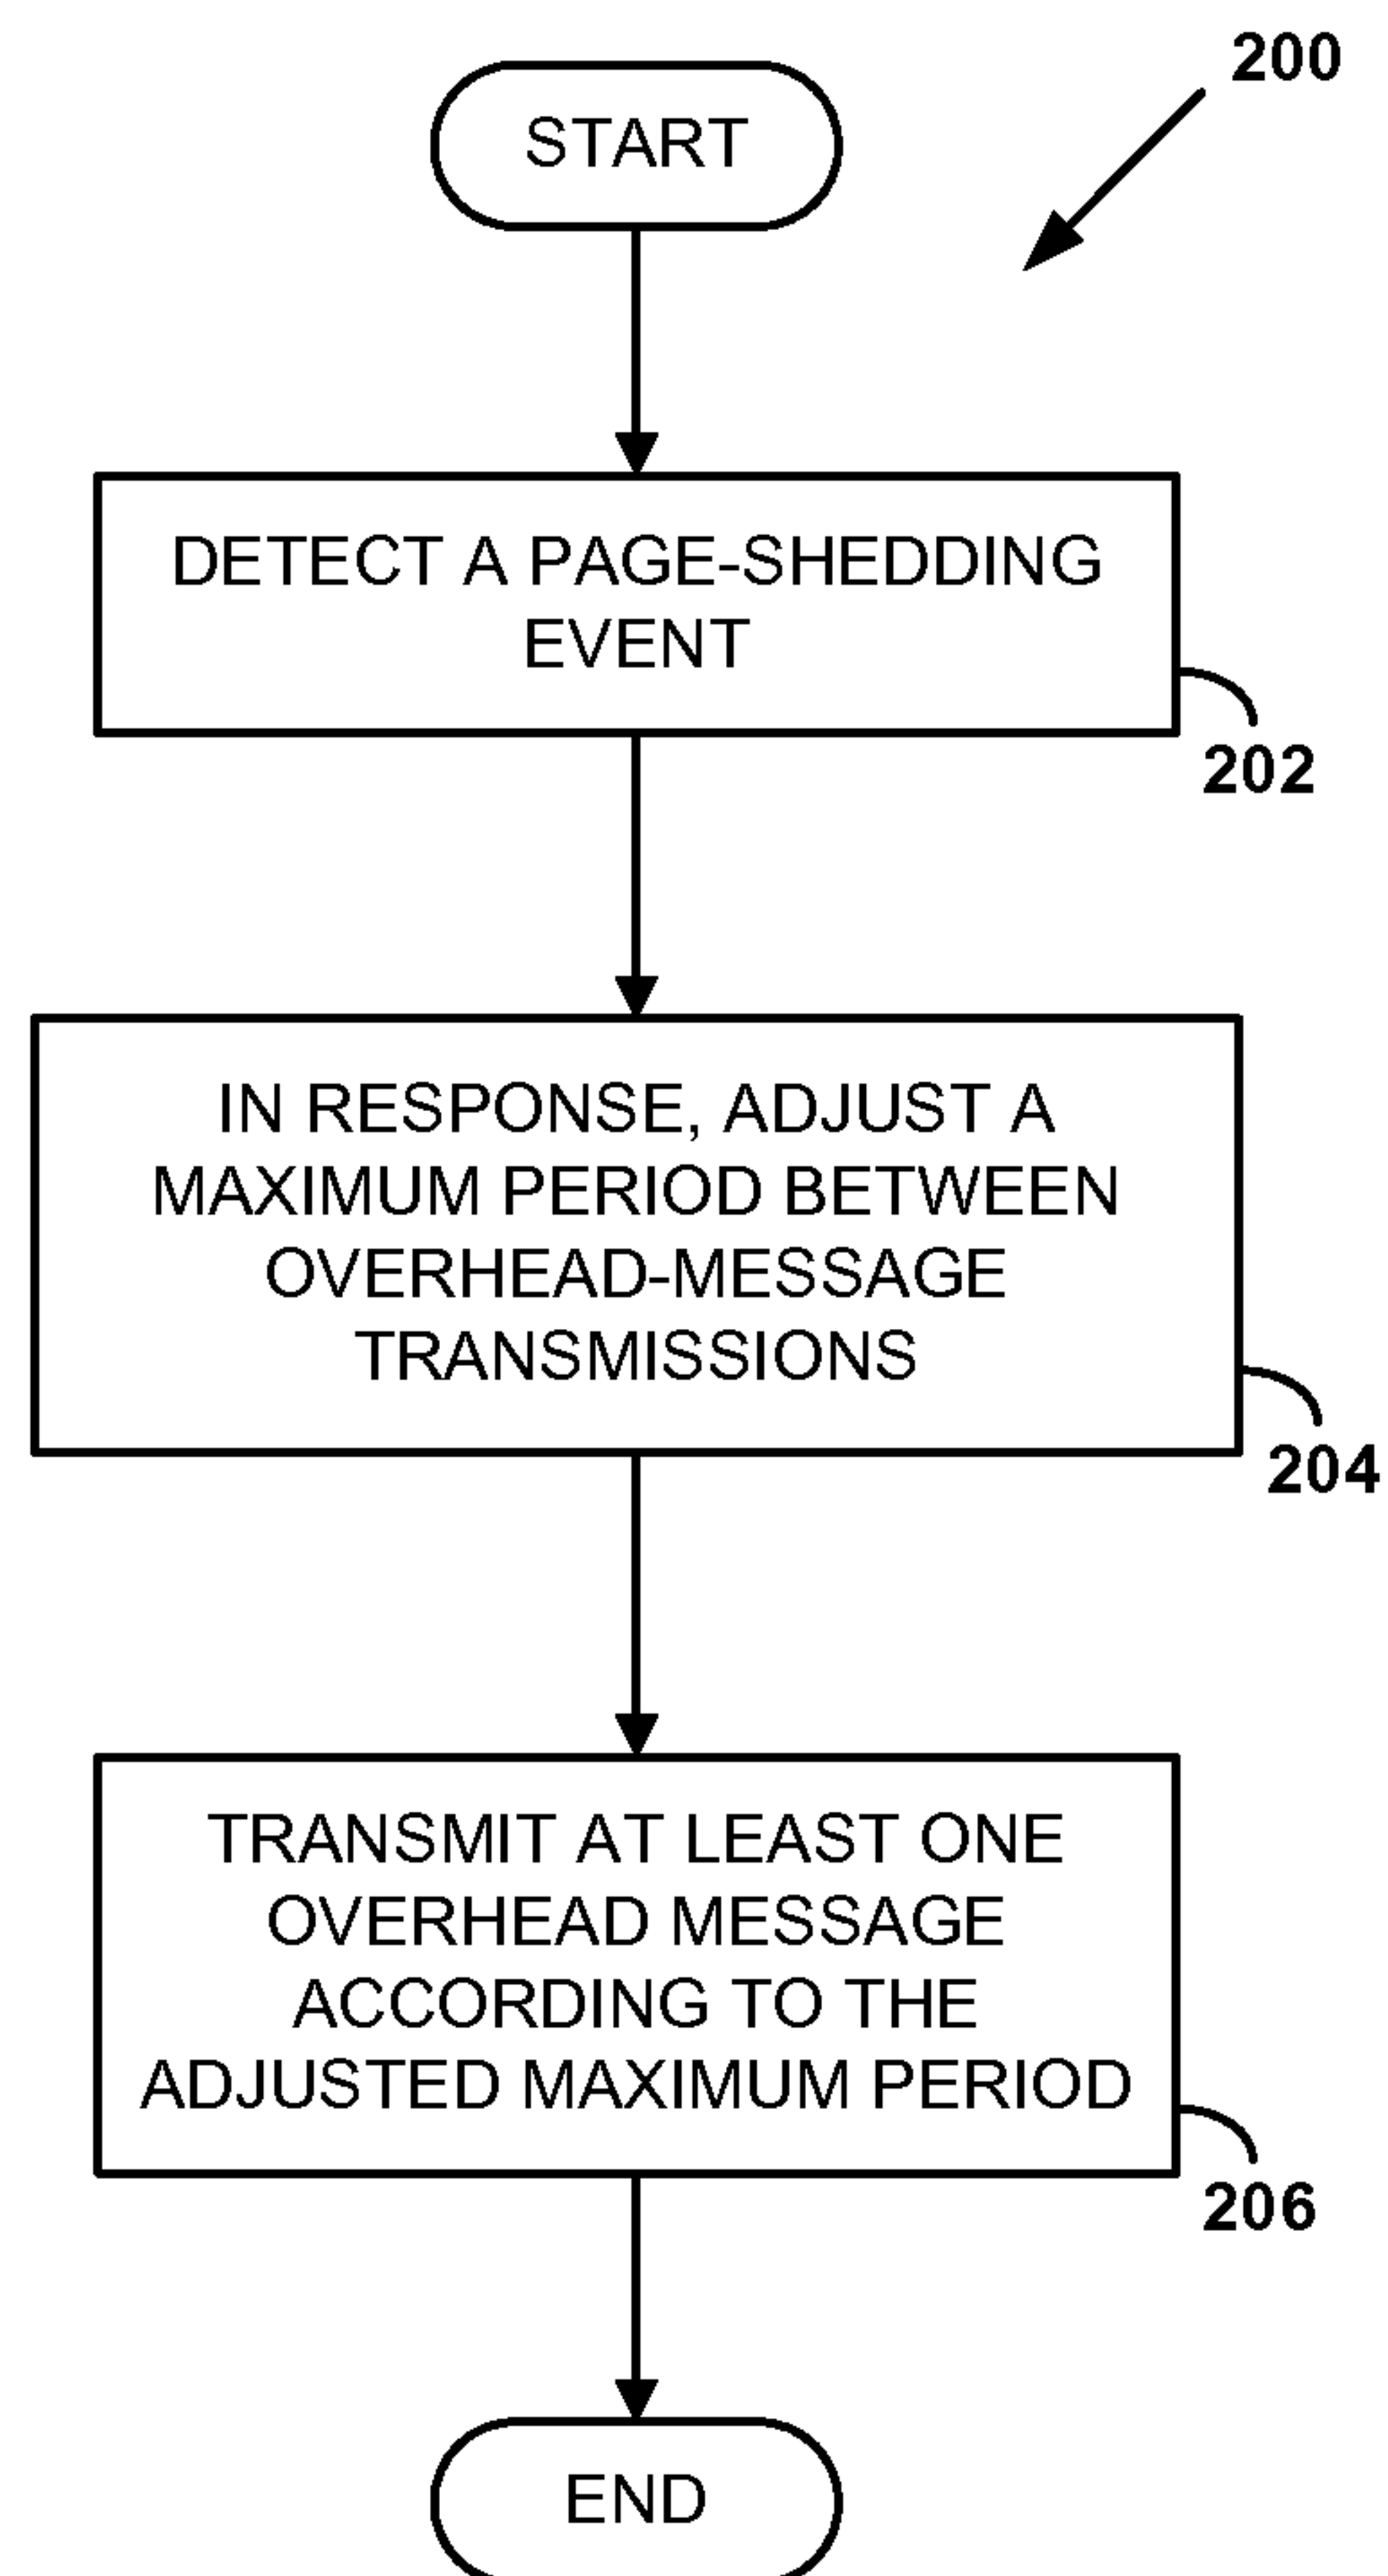 200
START
DETECT A PAGE-SHEDDING
EVENT
202
IN RESPONSE, ADJUST A
MAXIMUM PERIOD BETWEEN
OVERHEAD-MESSAGE
TRANSMISSIONS
204
TRANSMIT AT LEAST ONE
OVERHEAD MESSAGE
ACCORDING TO THE
ADJUSTED MAXIMUM PERIOD
206
END